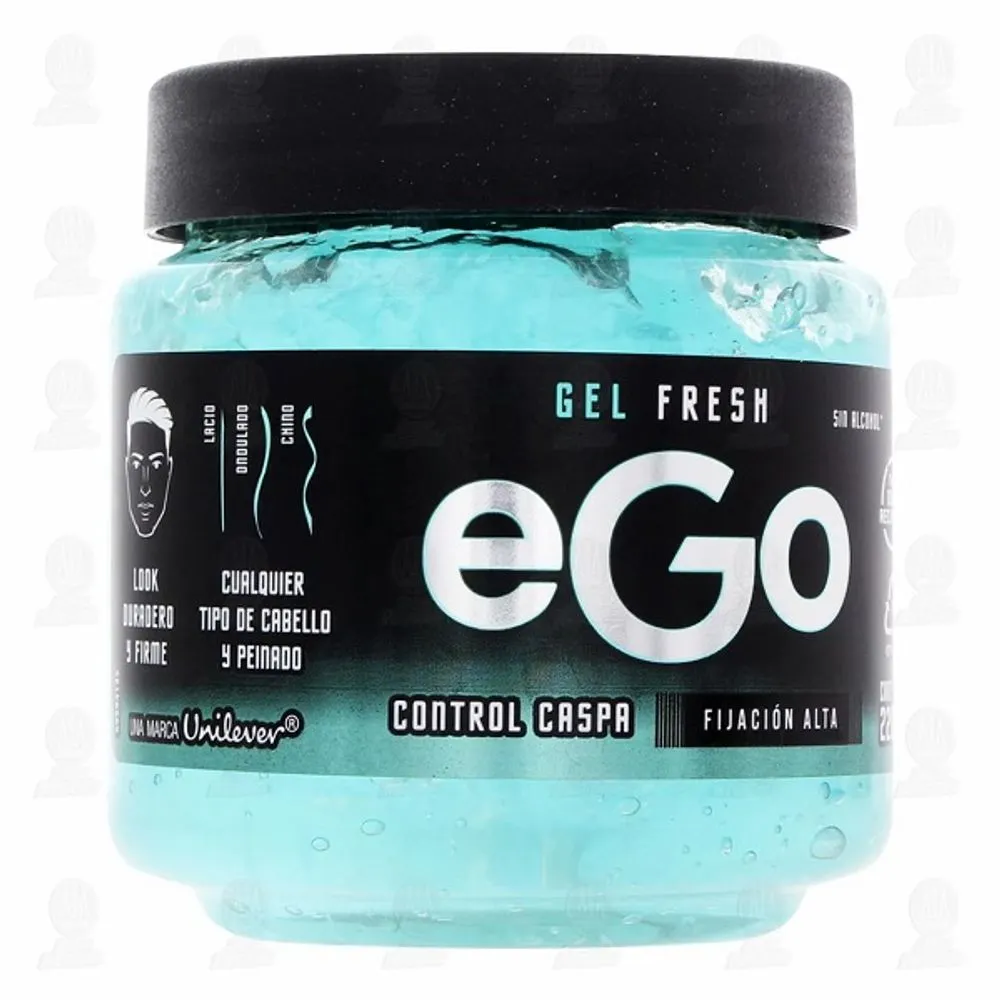 GEL FRESH
SIN ALCOHOL*
eGo
LACIO
ONDULADO
CHINO
LOOK
DURADERO
Y FIRME
CUALQUIER
TIPO DE CABELLO
Y PEINADO
UNA MARCA Unilever®
CONTROL CASPA
FIJACIÓN ALTA